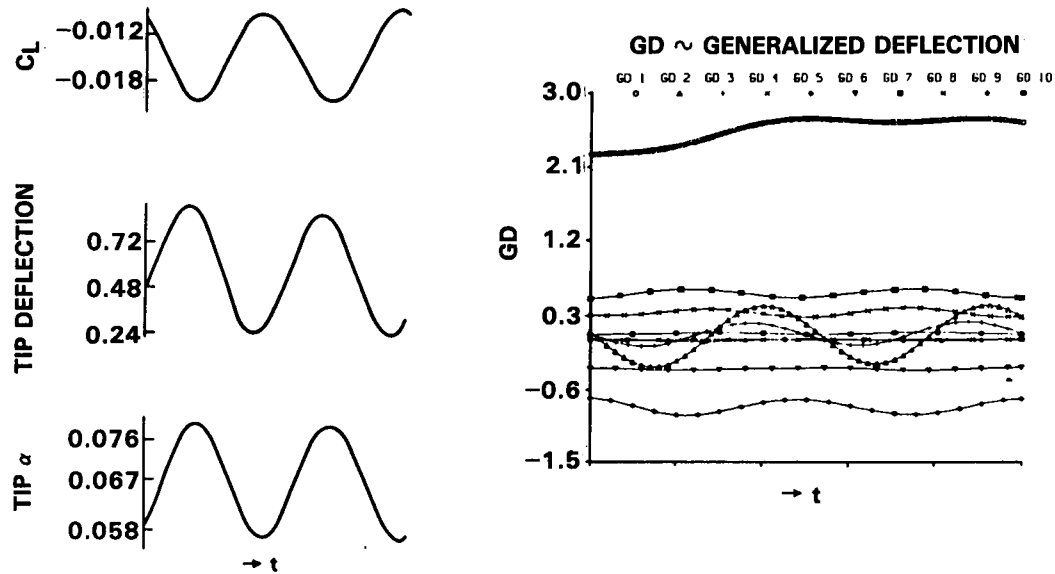 C_L
−0.012
−0.018
TIP DEFLECTION
0.72
0.48
0.24
TIP α
0.076
0.067
0.058
→ t
GD ~ GENERALIZED DEFLECTION
GD 1 GD 2 GD 3 GD 4 GD 5 GD 6 GD 7 GD 8 GD 9 GD 10
GD
3.0
2.1
1.2
0.3
−0.6
−1.5
→ t